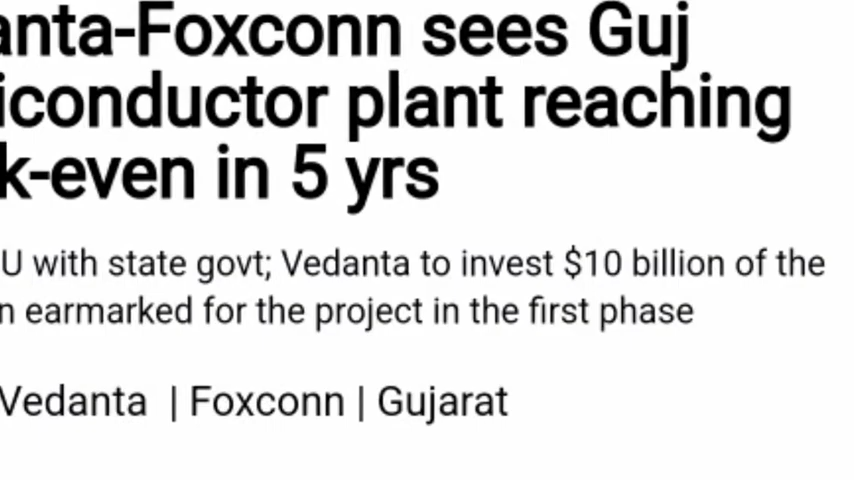 anta-Foxconn sees Guj
iconductor plant reaching
k-even in 5 yrs
U with state govt; Vedanta to invest $10 billion of the
n earmarked for the project in the first phase
Vedanta | Foxconn | Gujarat